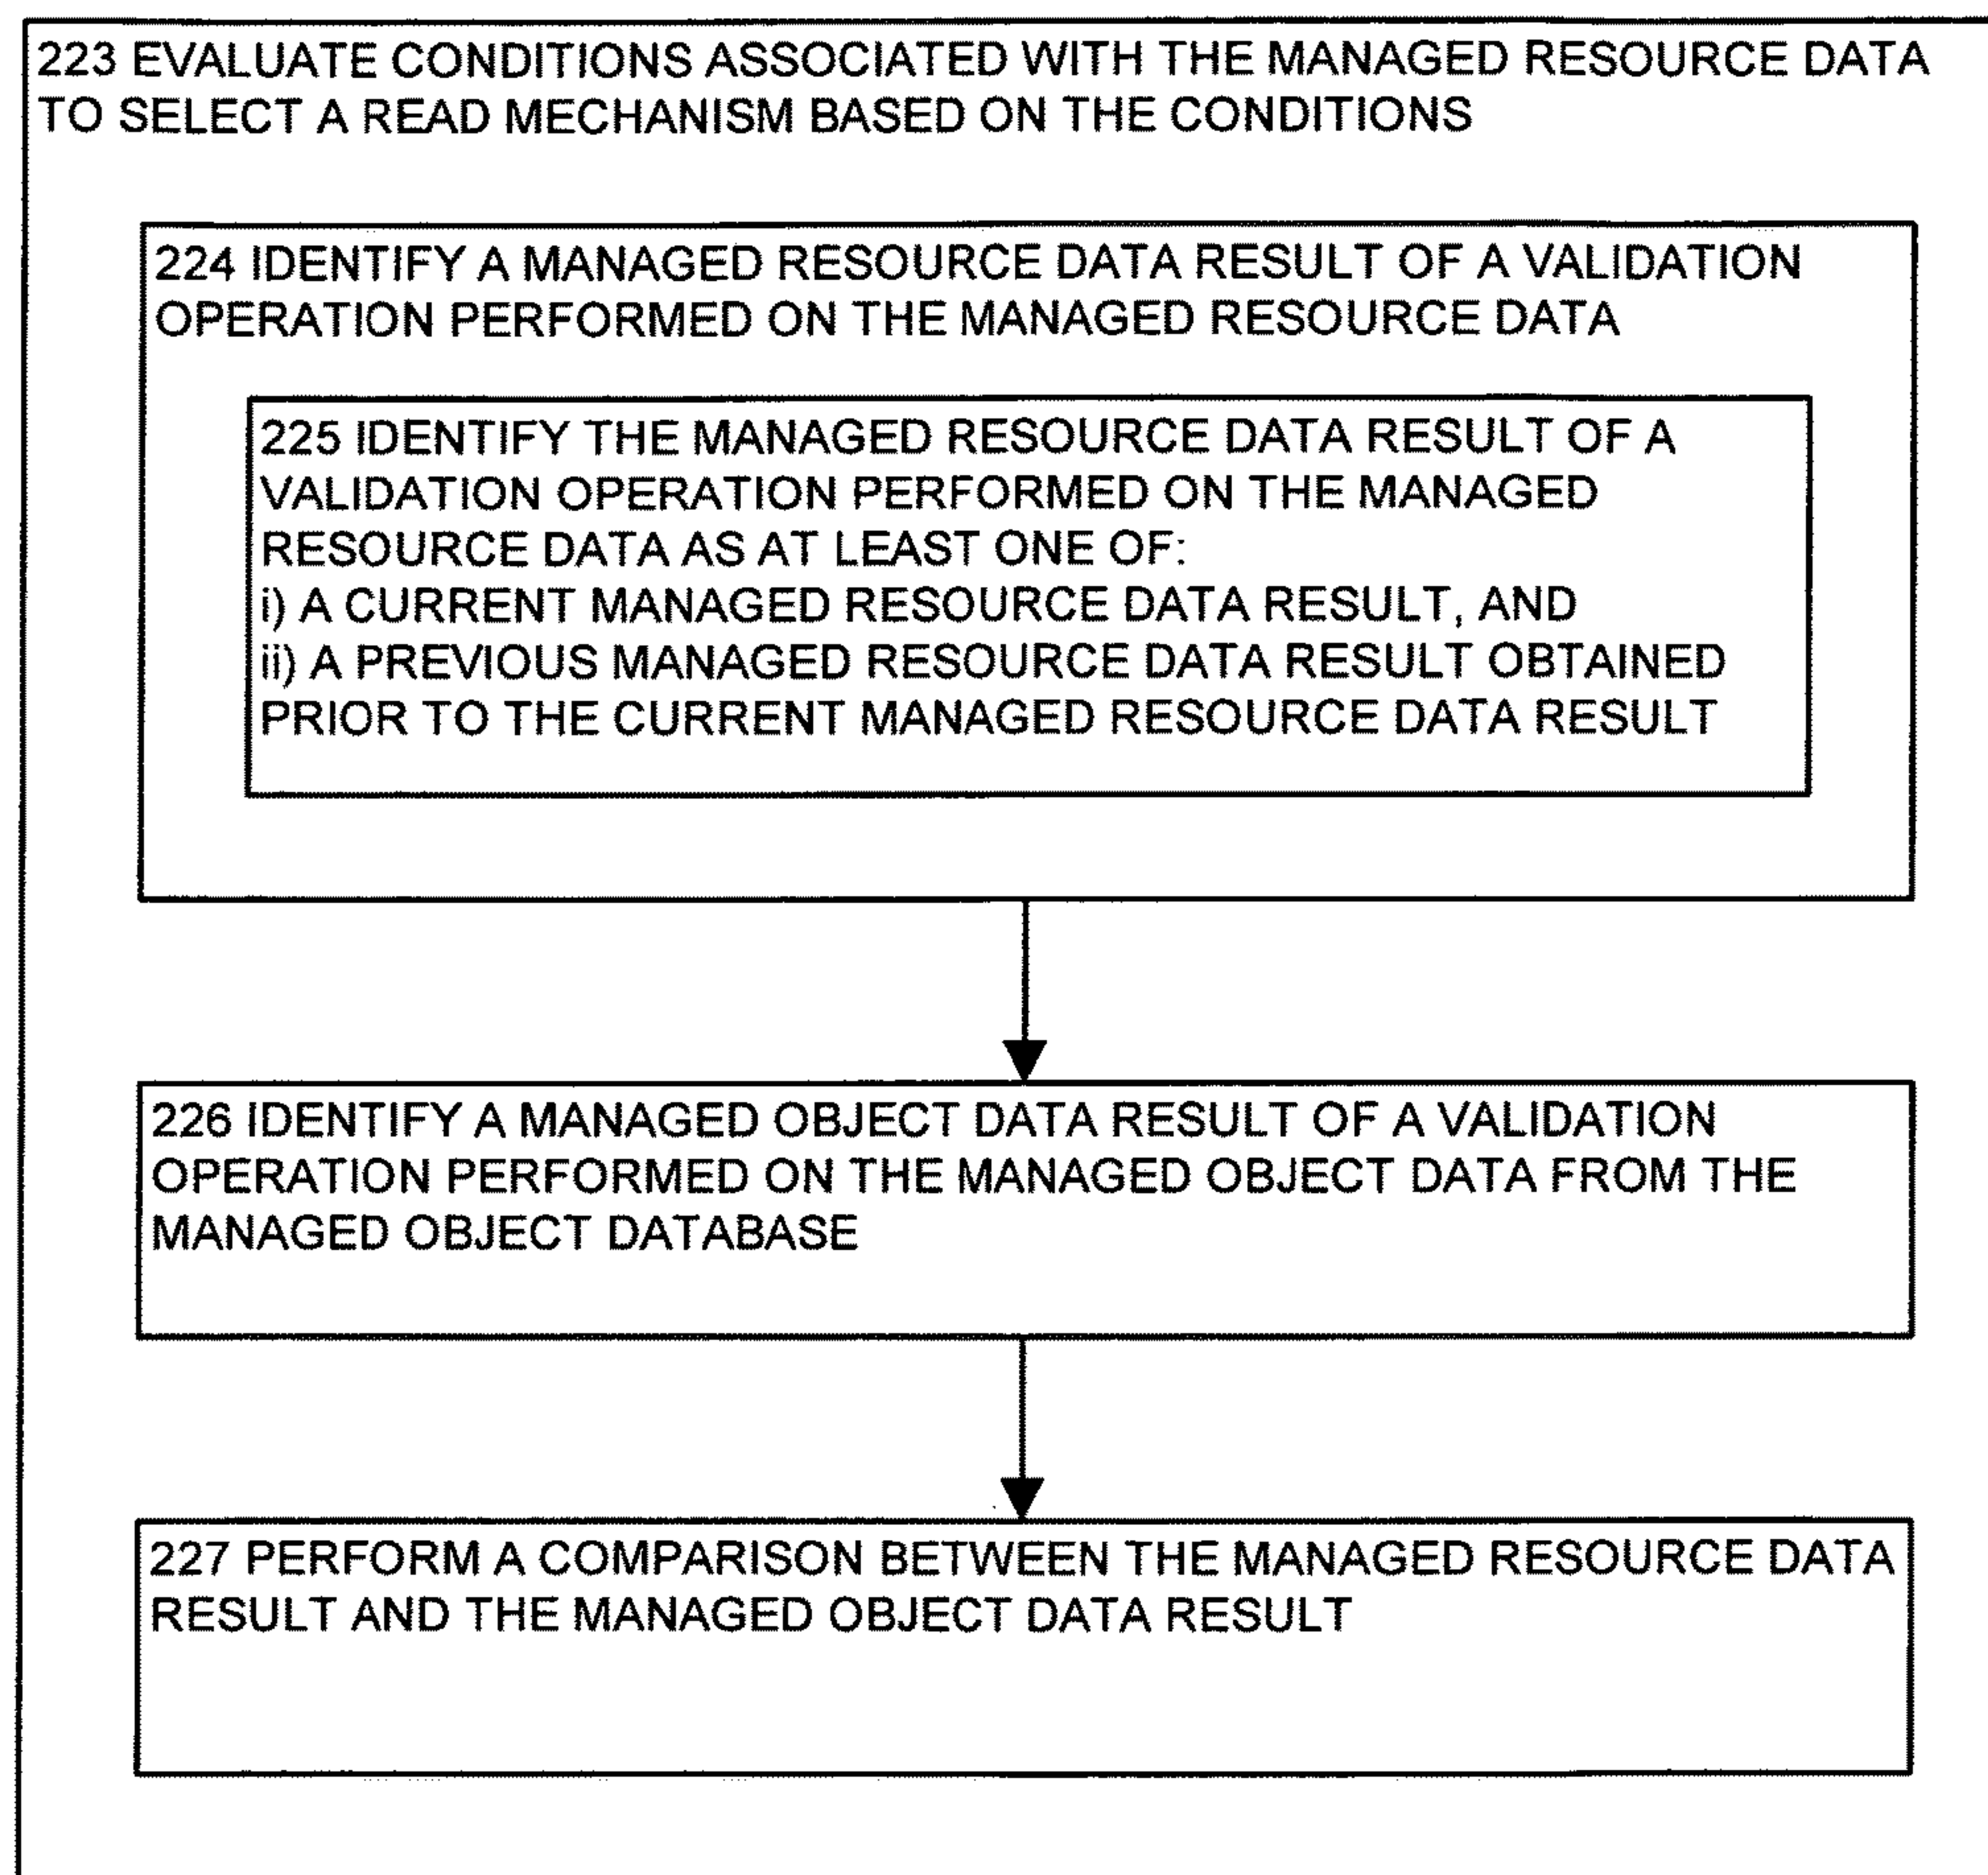 223 EVALUATE CONDITIONS ASSOCIATED WITH THE MANAGED RESOURCE DATA
TO SELECT A READ MECHANISM BASED ON THE CONDITIONS
224 IDENTIFY A MANAGED RESOURCE DATA RESULT OF A VALIDATION
OPERATION PERFORMED ON THE MANAGED RESOURCE DATA
225 IDENTIFY THE MANAGED RESOURCE DATA RESULT OF A
VALIDATION OPERATION PERFORMED ON THE MANAGED
RESOURCE DATA AS AT LEAST ONE OF:
i) A CURRENT MANAGED RESOURCE DATA RESULT, AND
ii) A PREVIOUS MANAGED RESOURCE DATA RESULT OBTAINED
PRIOR TO THE CURRENT MANAGED RESOURCE DATA RESULT
226 IDENTIFY A MANAGED OBJECT DATA RESULT OF A VALIDATION
OPERATION PERFORMED ON THE MANAGED OBJECT DATA FROM THE
MANAGED OBJECT DATABASE
227 PERFORM A COMPARISON BETWEEN THE MANAGED RESOURCE DATA
RESULT AND THE MANAGED OBJECT DATA RESULT